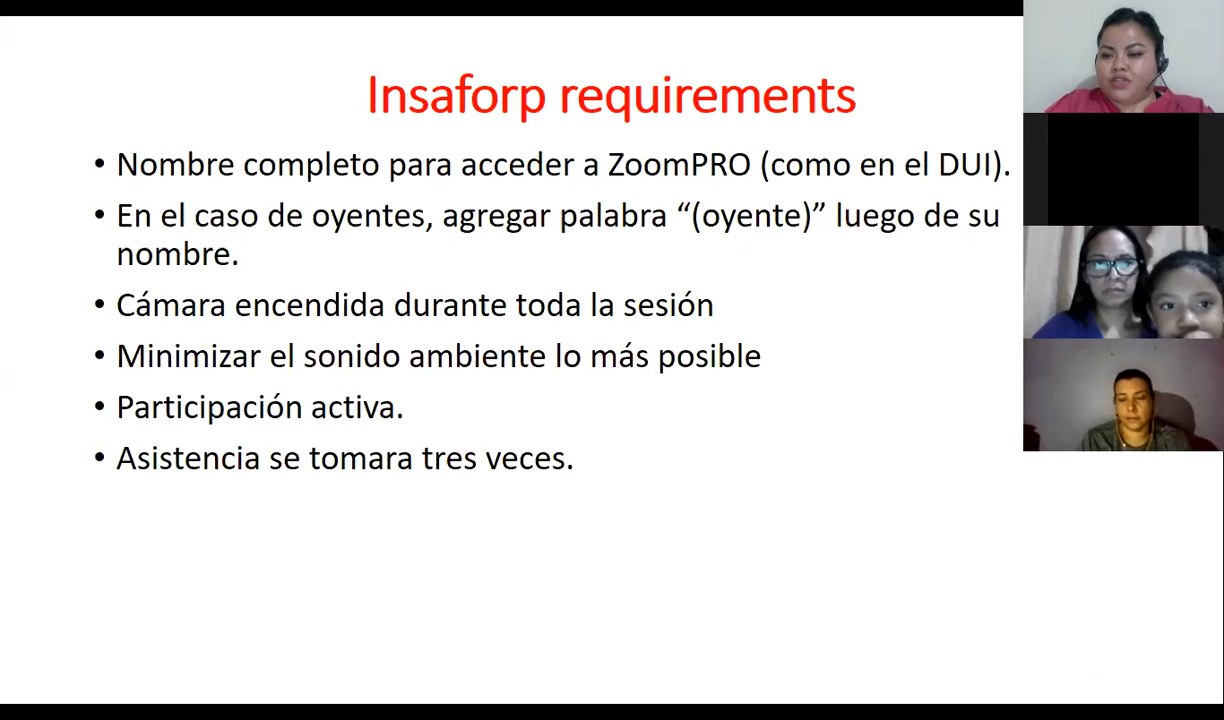 Insaforp requirements
• Nombre completo para acceder a ZoomPRO (como en el DUI).
• En el caso de oyentes, agregar palabra “(oyente)” luego de su
nombre.
• Cámara encendida durante toda la sesión
• Minimizar el sonido ambiente lo más posible
• Participación activa.
• Asistencia se tomara tres veces.